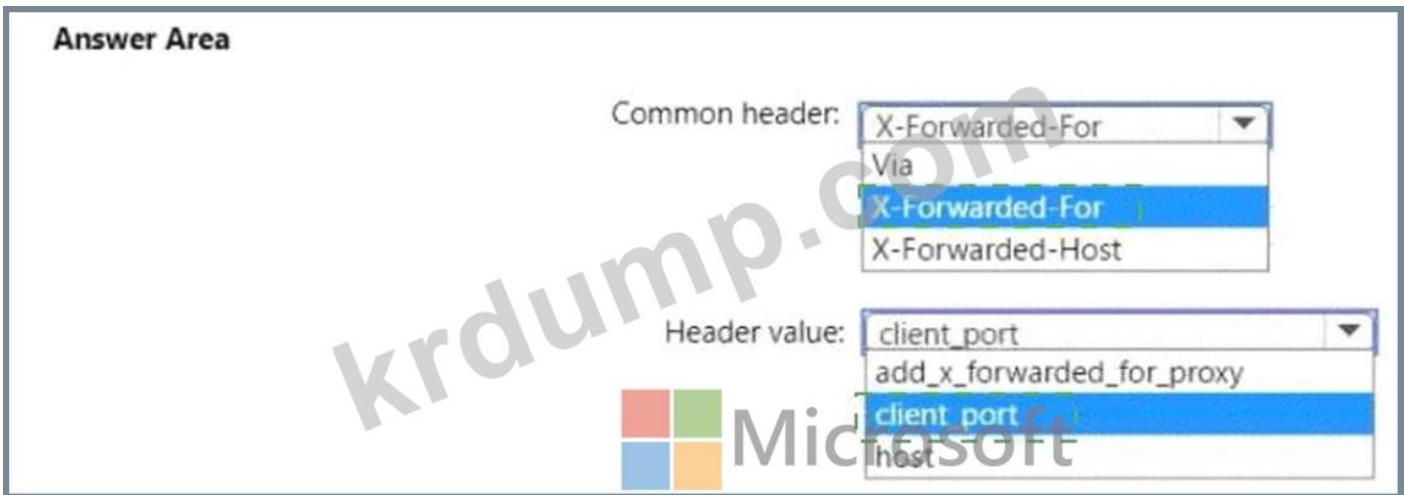 Answer Area
Common header:
X-Forwarded-For
Via
X-Forwarded-For
X-Forwarded-Host
Header value:
client_port
add_x_forwarded_for_proxy
client_port
host
krdump.com
Microsoft